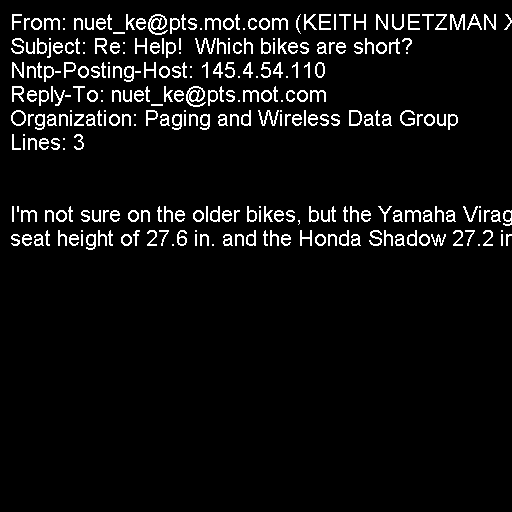 From: nuet_ke@pts.mot.com (KEITH NUETZMAN X
Subject: Re: Help!  Which bikes are short?
Nntp-Posting-Host: 145.4.54.110
Reply-To: nuet_ke@pts.mot.com
Organization: Paging and Wireless Data Group
Lines: 3
I'm not sure on the older bikes, but the Yamaha Virag
seat height of 27.6 in. and the Honda Shadow 27.2 in